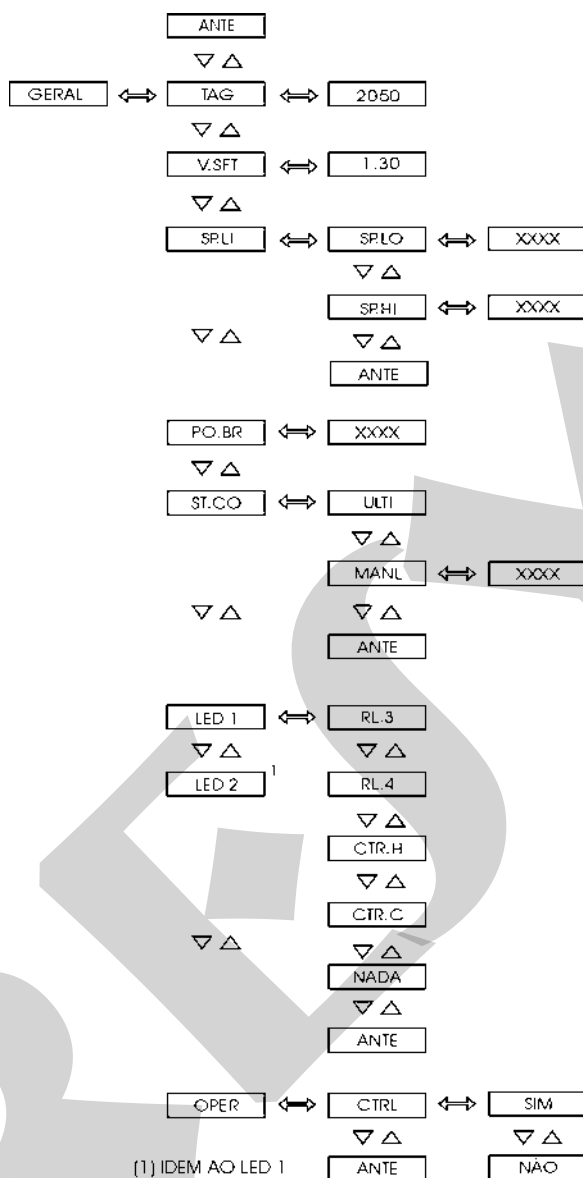 ANTE
GERAL TAG 2050
V.SFT 1.30
SP.LI SP.LO XXXX
SP.HI XXXX
ANTE
PO.BR XXXX
ST.CO ULTI
MANL XXXX
ANTE
LED 1 RL.3
LED 2 1 RL.4
CTR.H
CTR.C
NADA
ANTE
OPER CTRL SIM
(1) IDEM AO LED 1 ANTE NÃO